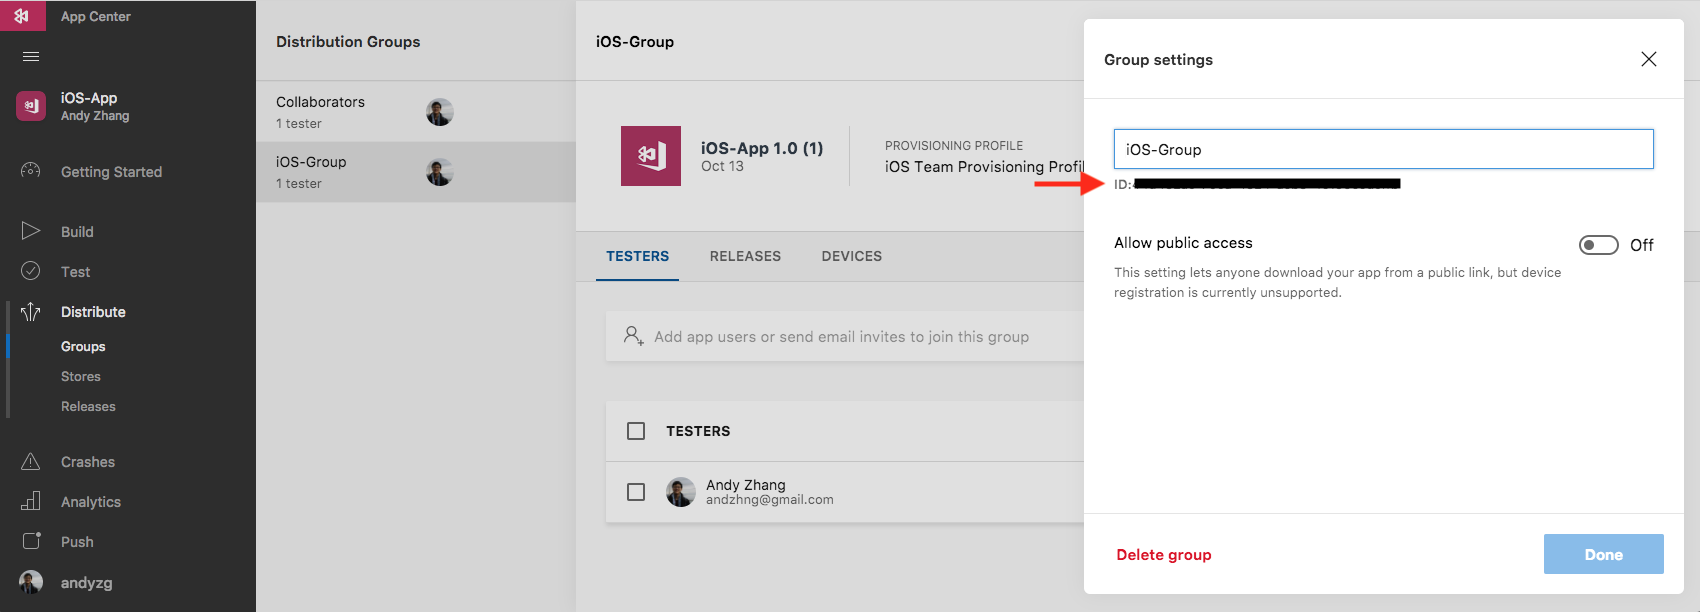 App Center
iOS-App
Andy Zhang
Getting Started
Build
Test
Distribute
Groups
Stores
Releases
Crashes
Analytics
Push
andyzg
Distribution Groups
Collaborators
1 tester
iOS-Group
1 tester
iOS-Group
iOS-App 1.0 (1)
Oct 13
PROVISIONING PROFILE
iOS Team Provisioning Profil
TESTERS RELEASES DEVICES
Add app users or send email invites to join this group
TESTERS
Andy Zhang
andzhng@gmail.com
Group settings
iOS-Group
ID:
Allow public access
Off
This setting lets anyone download your app from a public link, but device
registration is currently unsupported.
Delete group
Done